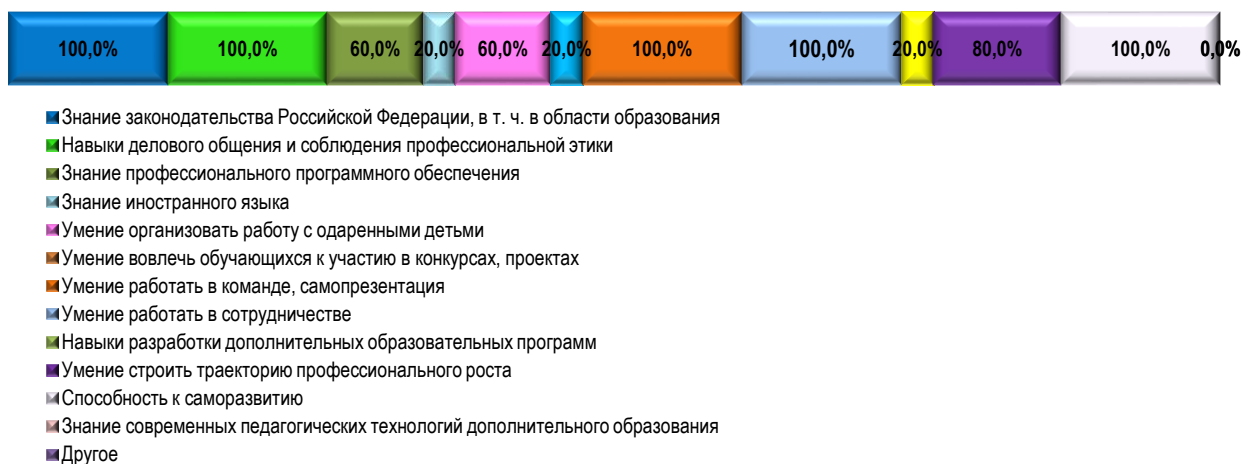 100,0% 100,0% 60,0% 20,0% 60,0% 20,0% 100,0% 100,0% 20,0% 80,0% 100,0% 0,0%
Знание законодательства Российской Федерации, в т. ч. в области образования
Навыки делового общения и соблюдения профессиональной этики
Знание профессионального программного обеспечения
Знание иностранного языка
Умение организовать работу с одаренными детьми
Умение вовлечь обучающихся к участию в конкурсах, проектах
Умение работать в команде, самопрезентация
Умение работать в сотрудничестве
Навыки разработки дополнительных образовательных программ
Умение строить траекторию профессионального роста
Способность к саморазвитию
Знание современных педагогических технологий дополнительного образования
Другое